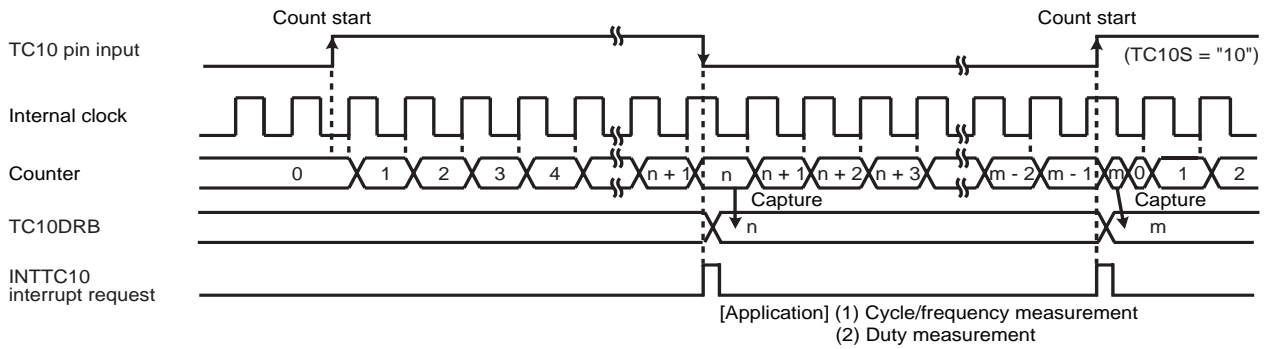 Count start Count start
TC10 pin input
(TC10S = "10")
Internal clock
Counter 0 1 2 3 4 n + 1 n n + 1 n + 2 n + 3 m - 2 m - 1 m 0 1 2
Capture Capture
TC10DRB n m
INTTC10
interrupt request
[Application] (1) Cycle/frequency measurement
(2) Duty measurement